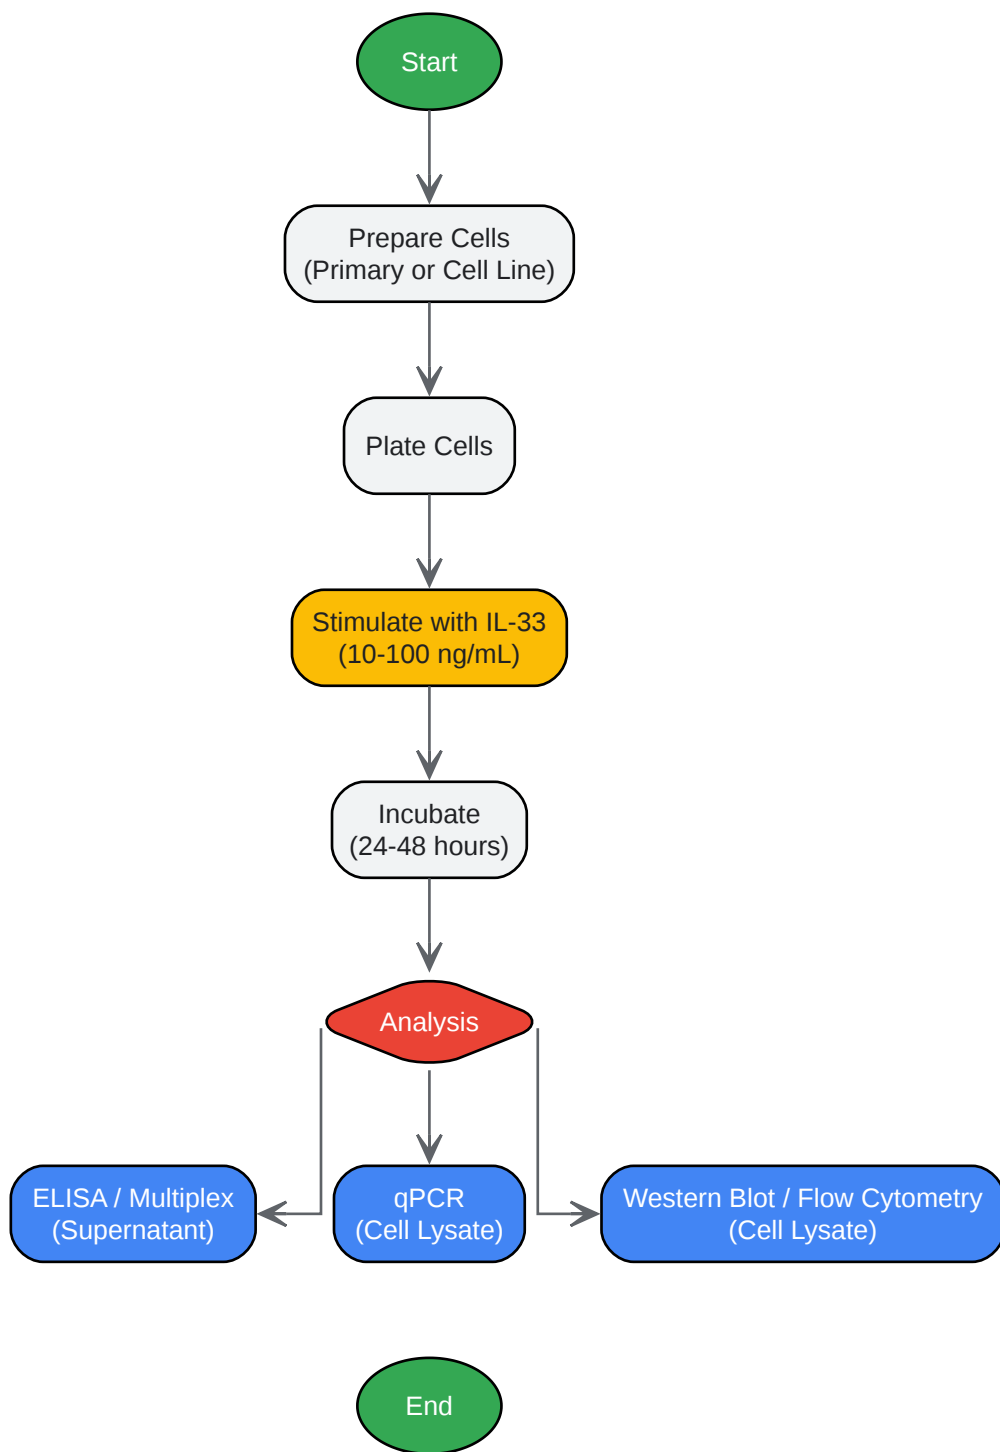 Start
Prepare Cells
(Primary or Cell Line)
Plate Cells
Stimulate with IL-33
(10-100 ng/mL)
Incubate
(24-48 hours)
Analysis
ELISA / Multiplex
(Supernatant)
qPCR
(Cell Lysate)
Western Blot / Flow Cytometry
(Cell Lysate)
End